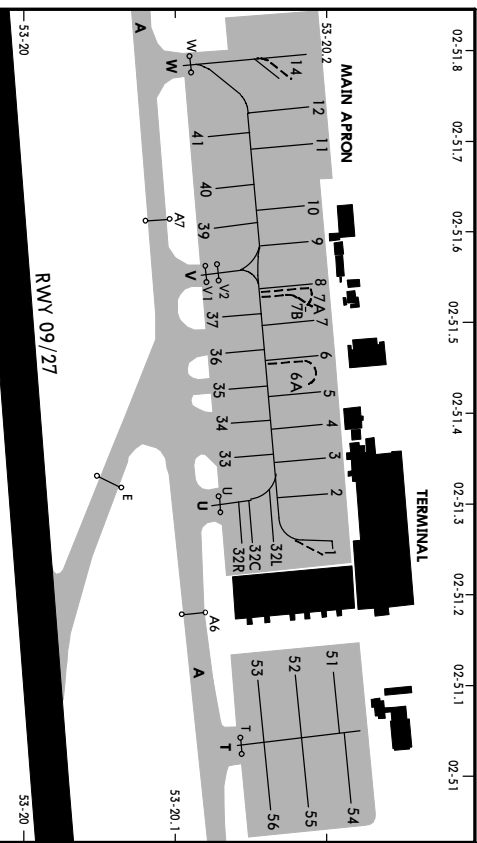 02-51.8
02-51.7
02-51.6
02-51.5
02-51.4
02-51.3
02-51.2
02-51.1
02-51
53-20
53-20.2
A
W
W
14
MAIN APRON
12
11
10
9
8
7A
7B
7
6
6A
5
4
3
2
1
41
40
39
37
36
35
34
33
32L
32C
32R
A7
V
V1
V2
U
U
TERMINAL
RWY 09/27
E
A6
A
T
T
51
52
53
54
55
56
53-20
53-20.1